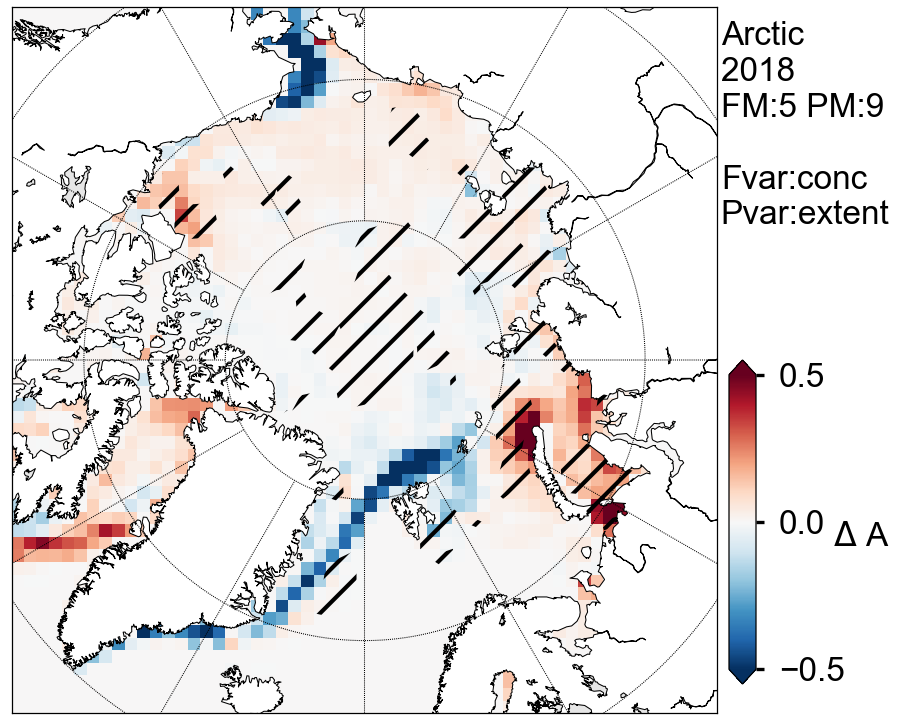 Arctic
2018
FM:5 PM:9
Fvar:conc
Pvar:extent
0.5
0.0
Δ A
−0.5